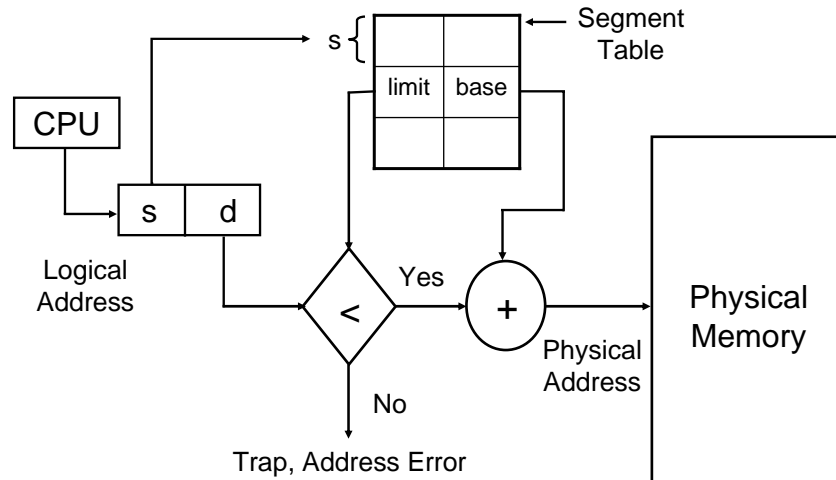 Segment
Table
s
limit base
CPU
s d
Logical
Address
<
Yes
+
Physical
Address
Physical
Memory
No
Trap, Address Error